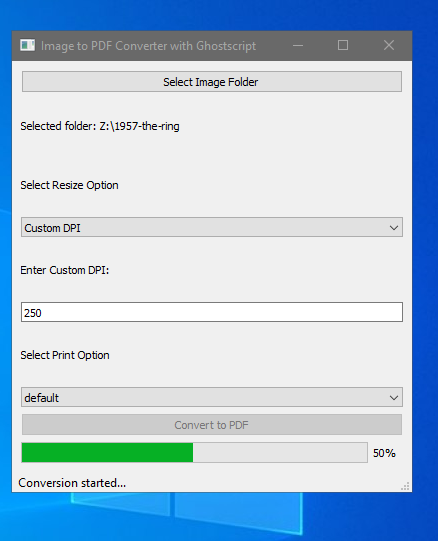 Image to PDF Converter with Ghostscript
Select Image Folder
Selected folder: Z:\1957-the-ring
Select Resize Option
Custom DPI
Enter Custom DPI:
250
Select Print Option
default
Convert to PDF
50%
Conversion started...